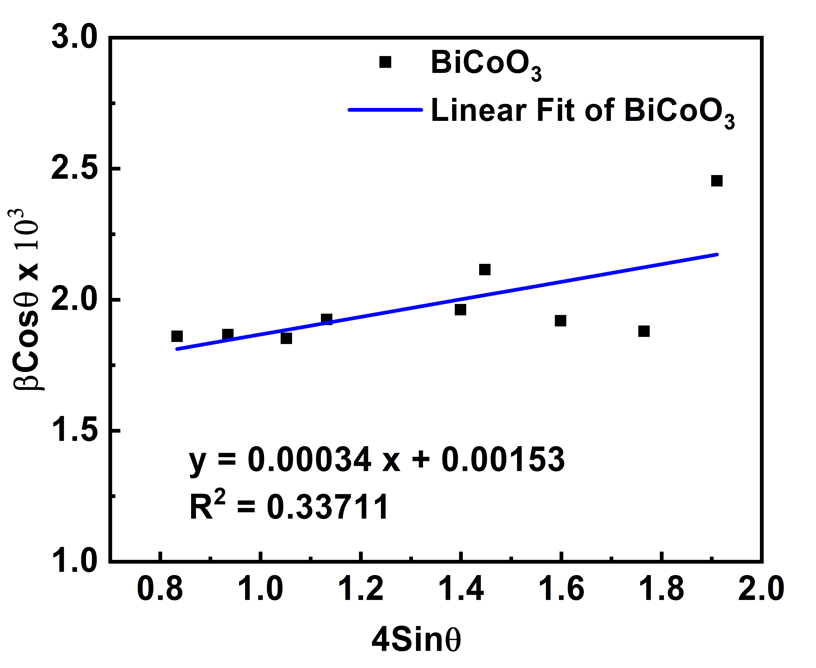 BiCoO₃
Linear Fit of BiCoO₃
3.0
2.5
2.0
1.5
1.0
βCosθ x 10³
y = 0.00034 x + 0.00153
R² = 0.33711
0.8 1.0 1.2 1.4 1.6 1.8 2.0
4Sinθ